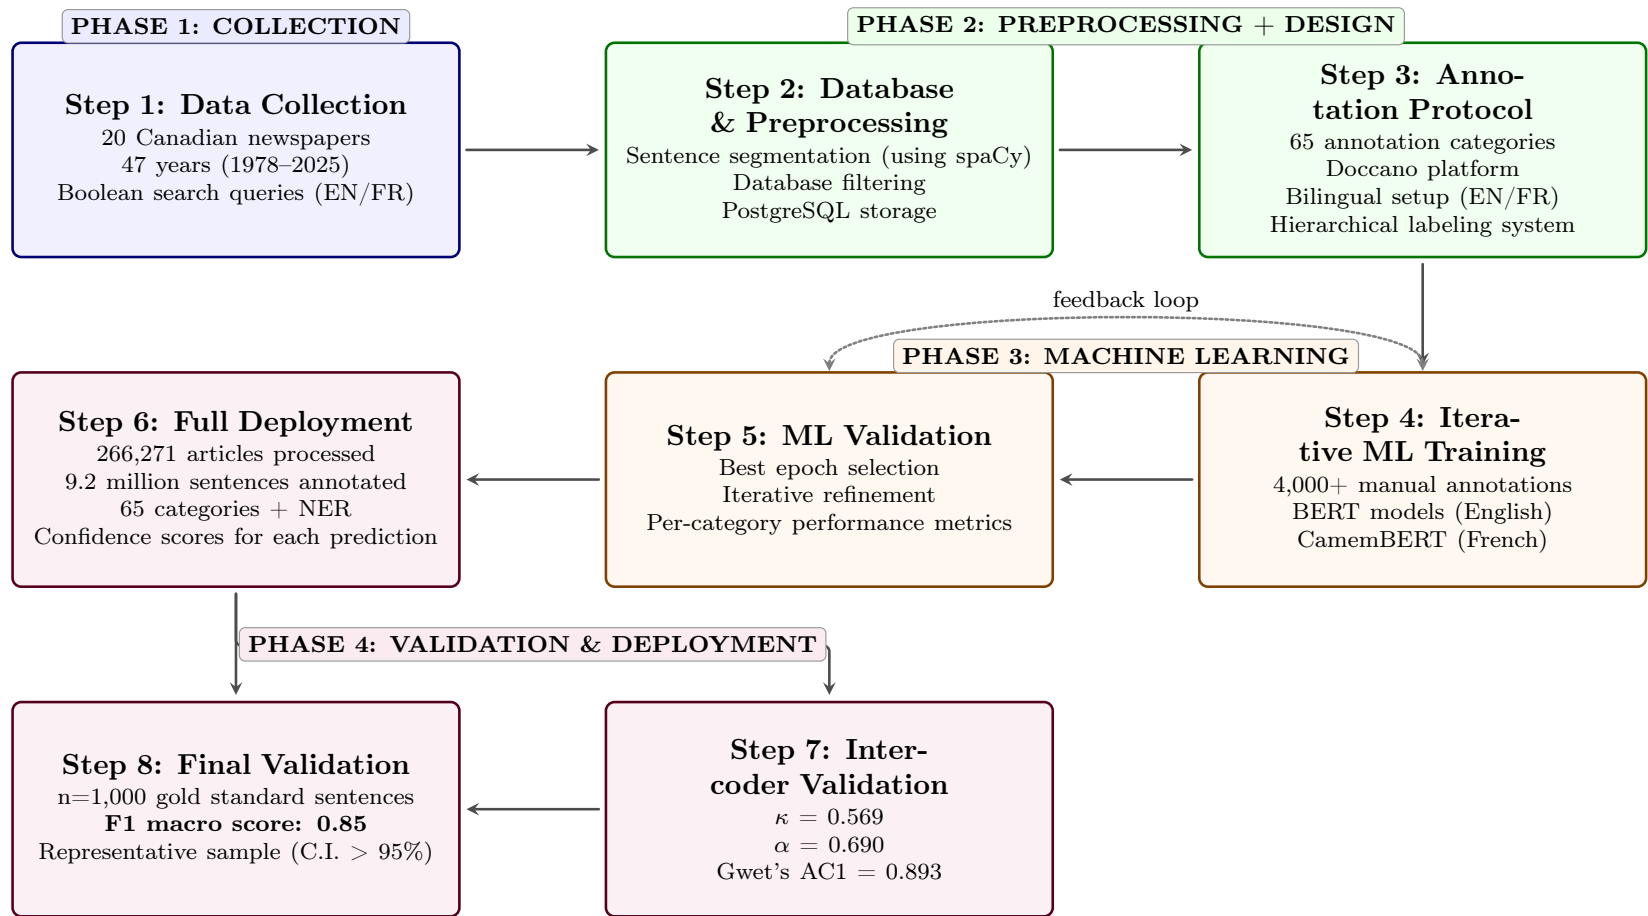 PHASE 1: COLLECTION
Step 1: Data Collection
20 Canadian newspapers
47 years (1978–2025)
Boolean search queries (EN/FR)
PHASE 2: PREPROCESSING + DESIGN
Step 2: Database
& Preprocessing
Sentence segmentation (using spaCy)
Database filtering
PostgreSQL storage
Step 3: Anno-
tation Protocol
65 annotation categories
Doccano platform
Bilingual setup (EN/FR)
Hierarchical labeling system
feedback loop
PHASE 3: MACHINE LEARNING
Step 4: Itera-
tive ML Training
4,000+ manual annotations
BERT models (English)
CamemBERT (French)
Step 5: ML Validation
Best epoch selection
Iterative refinement
Per-category performance metrics
Step 6: Full Deployment
266,271 articles processed
9.2 million sentences annotated
65 categories + NER
Confidence scores for each prediction
PHASE 4: VALIDATION & DEPLOYMENT
Step 7: Inter-
coder Validation
κ = 0.569
α = 0.690
Gwet's AC1 = 0.893
Step 8: Final Validation
n=1,000 gold standard sentences
F1 macro score: 0.85
Representative sample (C.I. > 95%)